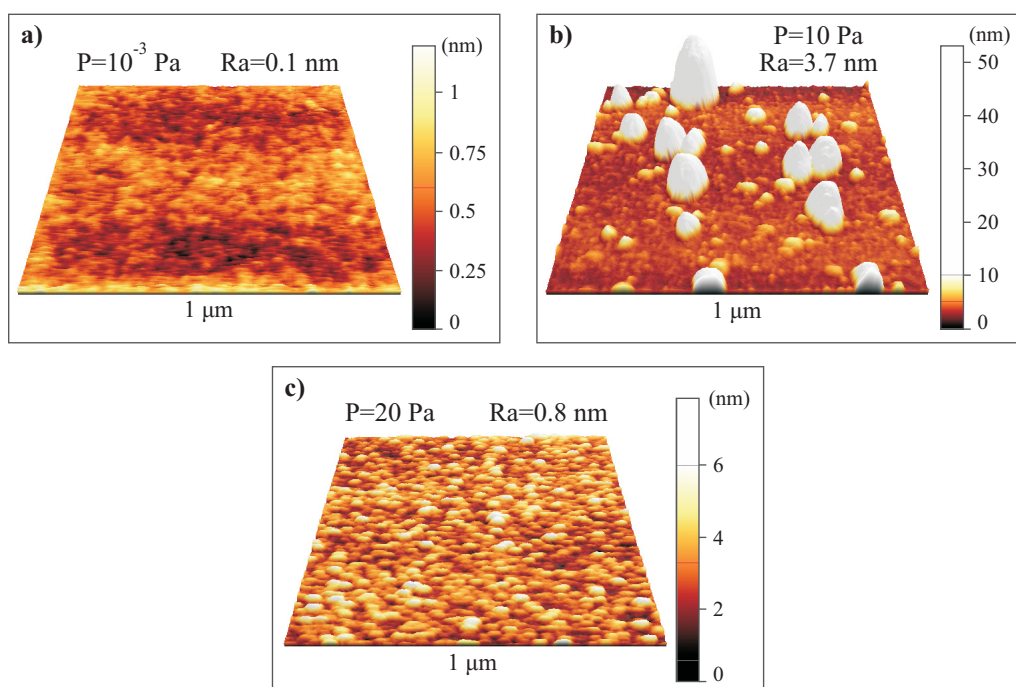 a)
P=10⁻³ Pa Ra=0.1 nm
(nm)
1
0.75
0.5
0.25
0
1 μm
b)
P=10 Pa
Ra=3.7 nm
(nm)
50
40
30
20
10
0
1 μm
c)
P=20 Pa Ra=0.8 nm
(nm)
6
4
2
0
1 μm